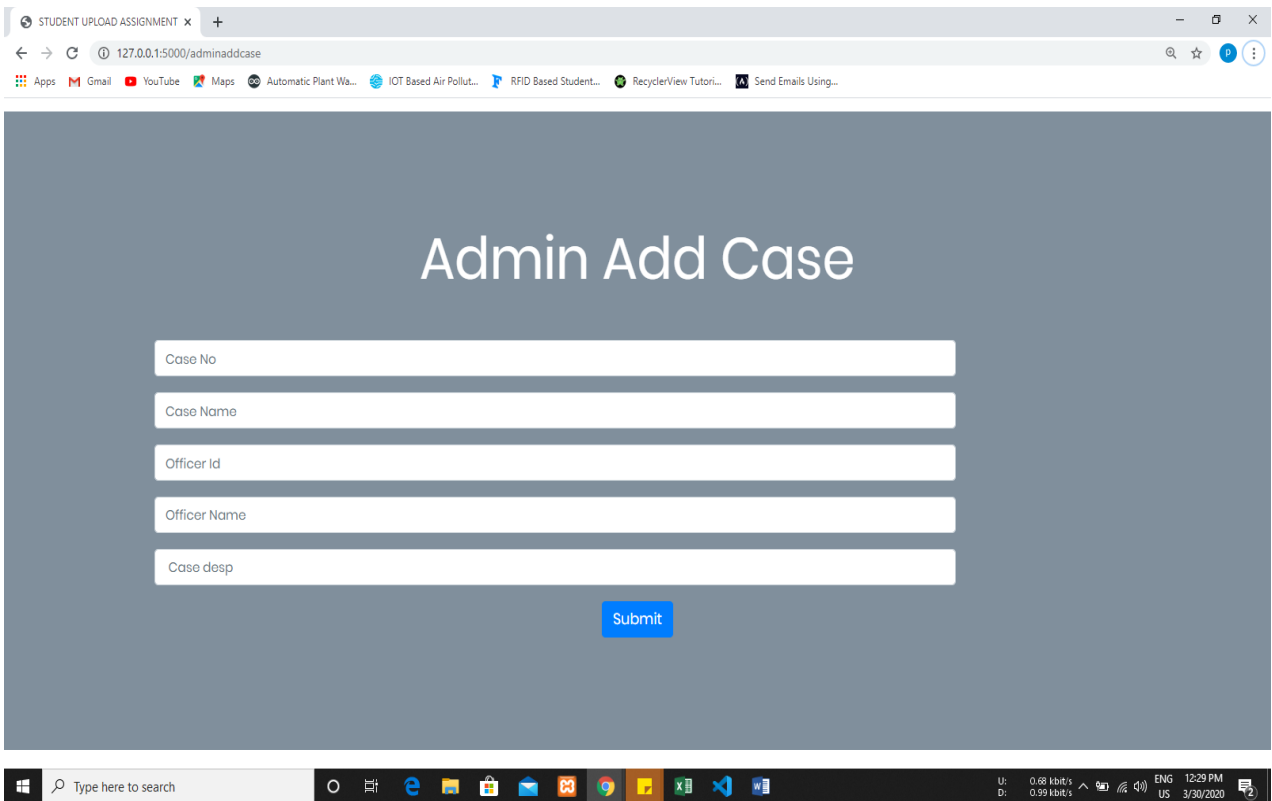 STUDENT UPLOAD ASSIGNMENT
127.0.0.1:5000/adminaddcase
P
Apps Gmail YouTube Maps Automatic Plant Wa... IOT Based Air Pollut... RFID Based Student... RecyclerView Tutori... Send Emails Using...
Admin Add Case
Case No
Case Name
Officer Id
Officer Name
Case desp
Submit
Type here to search
U: 0.68 kbit/s
D: 0.99 kbit/s
ENG
US
12:29 PM
3/30/2020
2